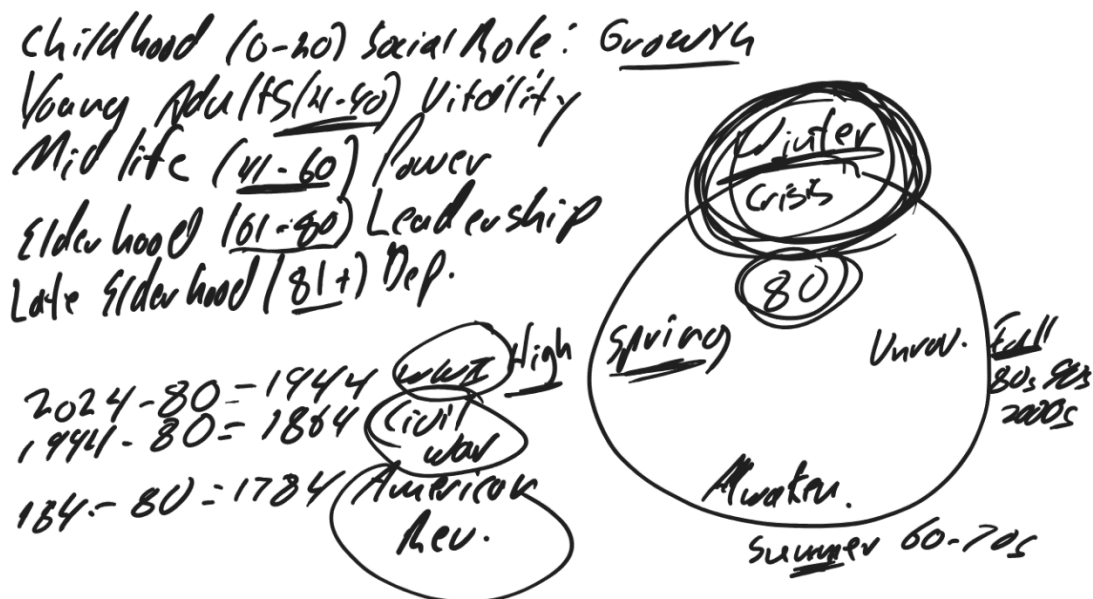 Childhood (0-20) Social Role: Growth
Young Adults (21-40) Vitality
Mid life (41-60) Power
Elderhood (61-80) Leadership
Late Elderhood (81+) Dep.
2024-80=1944 WWII High
1944-80=1864 Civil War
184-80=1784 American Rev.
Winter
Crisis
80
Spring
Unrav. Fall
80s 90s
2000s
Awaken.
Summer 60-70s